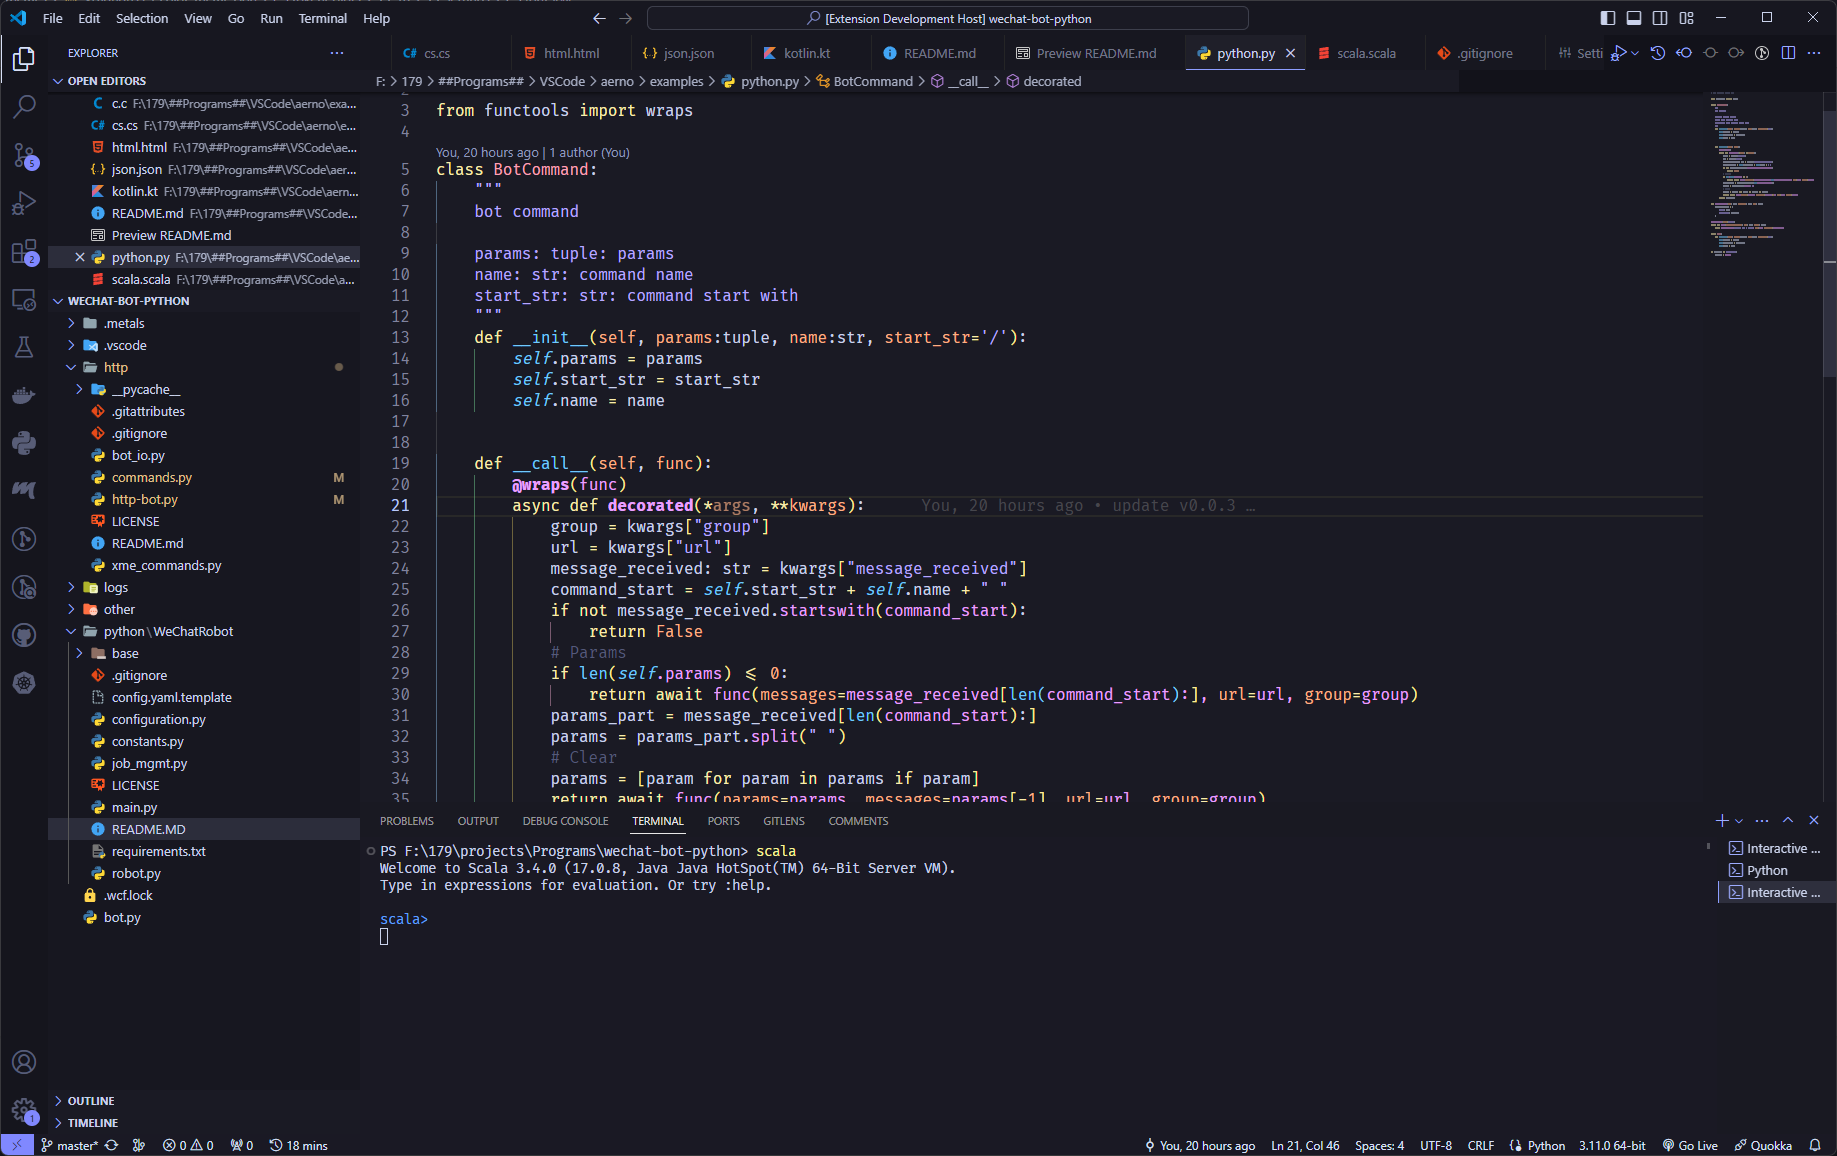 File Edit Selection View Go Run Terminal Help
[Extension Development Host] wechat-bot-python
EXPLORER
cs.cs html.html json.json kotlin.kt README.md Preview README.md python.py scala.scala .gitignore Setti
OPEN EDITORS
F: > 179 > ##Programs## > VSCode > aerno > examples > python.py > BotCommand > __call__ > decorated
c.c F:\179\##Programs##\VSCode\aerno\exa...
cs.cs F:\179\##Programs##\VSCode\aerno\e...
html.html F:\179\##Programs##\VSCode\ae...
json.json F:\179\##Programs##\VSCode\aer...
kotlin.kt F:\179\##Programs##\VSCode\aern...
README.md F:\179\##Programs##\VSCode...
Preview README.md
python.py F:\179\##Programs##\VSCode\ae...
scala.scala F:\179\##Programs##\VSCode\a...
WECHAT-BOT-PYTHON
.metals
.vscode
http
__pycache__
.gitattributes
.gitignore
bot_io.py
commands.py M
http-bot.py M
LICENSE
README.md
xme_commands.py
logs
other
python\WeChatRobot
base
.gitignore
config.yaml.template
configuration.py
constants.py
job_mgmt.py
LICENSE
main.py
README.MD
requirements.txt
robot.py
.wcf.lock
bot.py
OUTLINE
TIMELINE
5
2
1
3 from functools import wraps
4
You, 20 hours ago | 1 author (You)
5 class BotCommand:
6 """
7 bot command
8
9 params: tuple: params
10 name: str: command name
11 start_str: str: command start with
12 """
13 def __init__(self, params:tuple, name:str, start_str='/'):
14 self.params = params
15 self.start_str = start_str
16 self.name = name
17
18
19 def __call__(self, func):
20 @wraps(func)
21 async def decorated(*args, **kwargs): You, 20 hours ago • update v0.0.3 ...
22 group = kwargs["group"]
23 url = kwargs["url"]
24 message_received: str = kwargs["message_received"]
25 command_start = self.start_str + self.name + " "
26 if not message_received.startswith(command_start):
27 return False
28 # Params
29 if len(self.params) <= 0:
30 return await func(messages=message_received[len(command_start):], url=url, group=group)
31 params_part = message_received[len(command_start):]
32 params = params_part.split(" ")
33 # Clear
34 params = [param for param in params if param]
35 return await func(params=params, messages=params[-1], url=url, group=group)
PROBLEMS OUTPUT DEBUG CONSOLE TERMINAL PORTS GITLENS COMMENTS
PS F:\179\projects\Programs\wechat-bot-python> scala
Welcome to Scala 3.4.0 (17.0.8, Java Java HotSpot(TM) 64-Bit Server VM).
Type in expressions for evaluation. Or try :help.
scala>
Interactive ...
Python
Interactive ...
master* 0 0 0 18 mins You, 20 hours ago Ln 21, Col 46 Spaces: 4 UTF-8 CRLF Python 3.11.0 64-bit Go Live Quokka